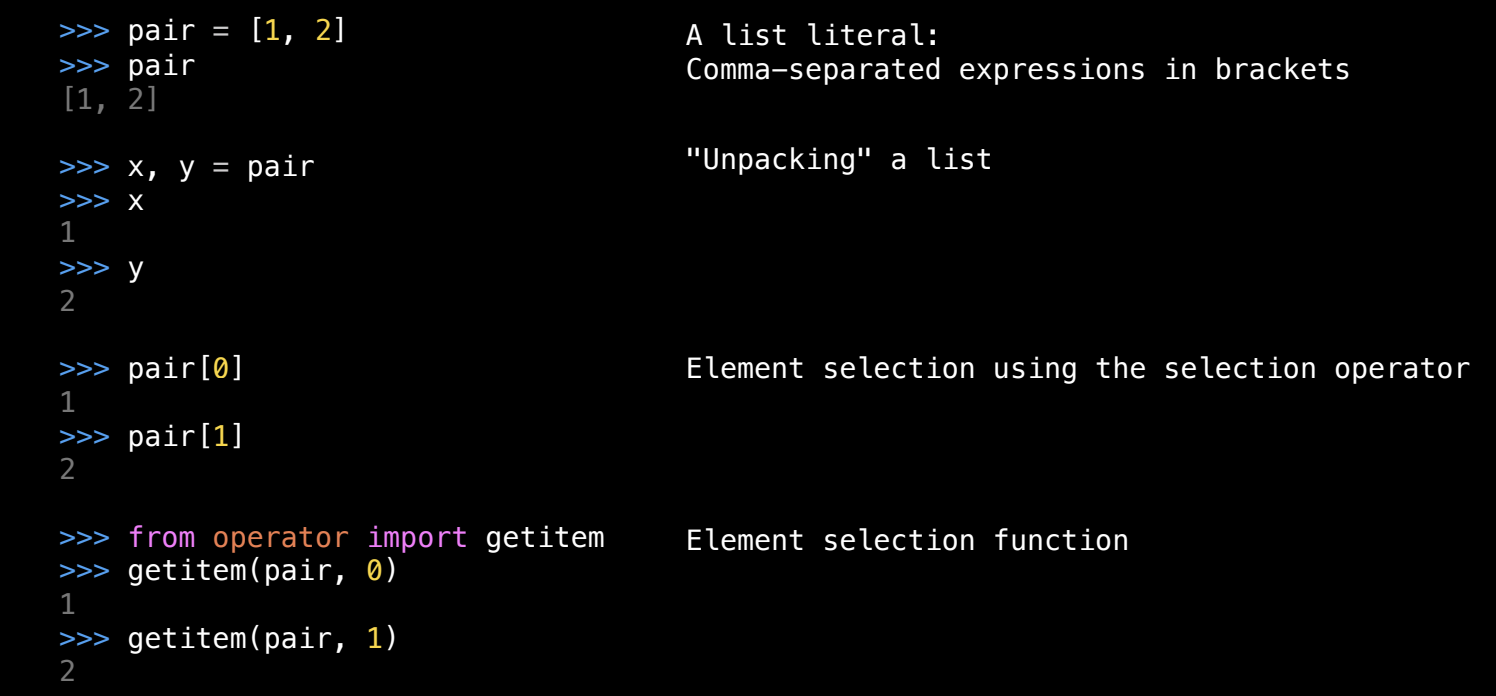 >>> pair = [1, 2]
A list literal:
>>> pair
Comma-separated expressions in brackets
[1, 2]
>>> x, y = pair
"Unpacking" a list
>>> x
1
>>> y
2
>>> pair[0]
Element selection using the selection operator
1
>>> pair[1]
2
>>> from operator import getitem
Element selection function
>>> getitem(pair, 0)
1
>>> getitem(pair, 1)
2